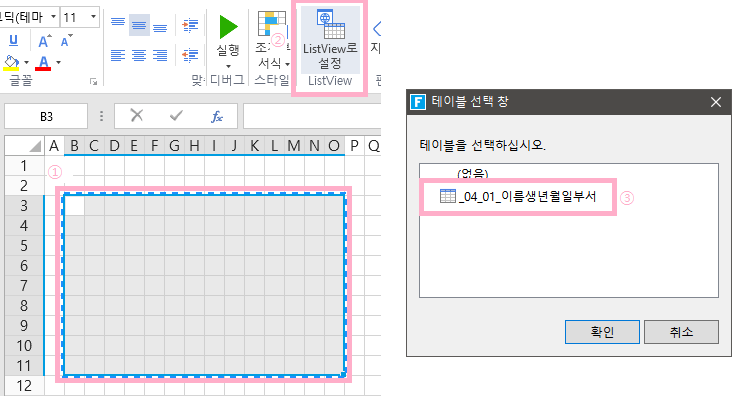 고딕(테마 11
실행
조
서식
ListView로
설정
②
지
글꼴
맞
디버그
스타일
ListView
편
B3
fx
A B C D E F G H I J K L M N O P Q
①
1
2
3
4
5
6
7
8
9
10
11
12
테이블 선택 창
테이블을 선택하십시오.
(없음)
_04_01_이름생년월일부서
③
확인
취소